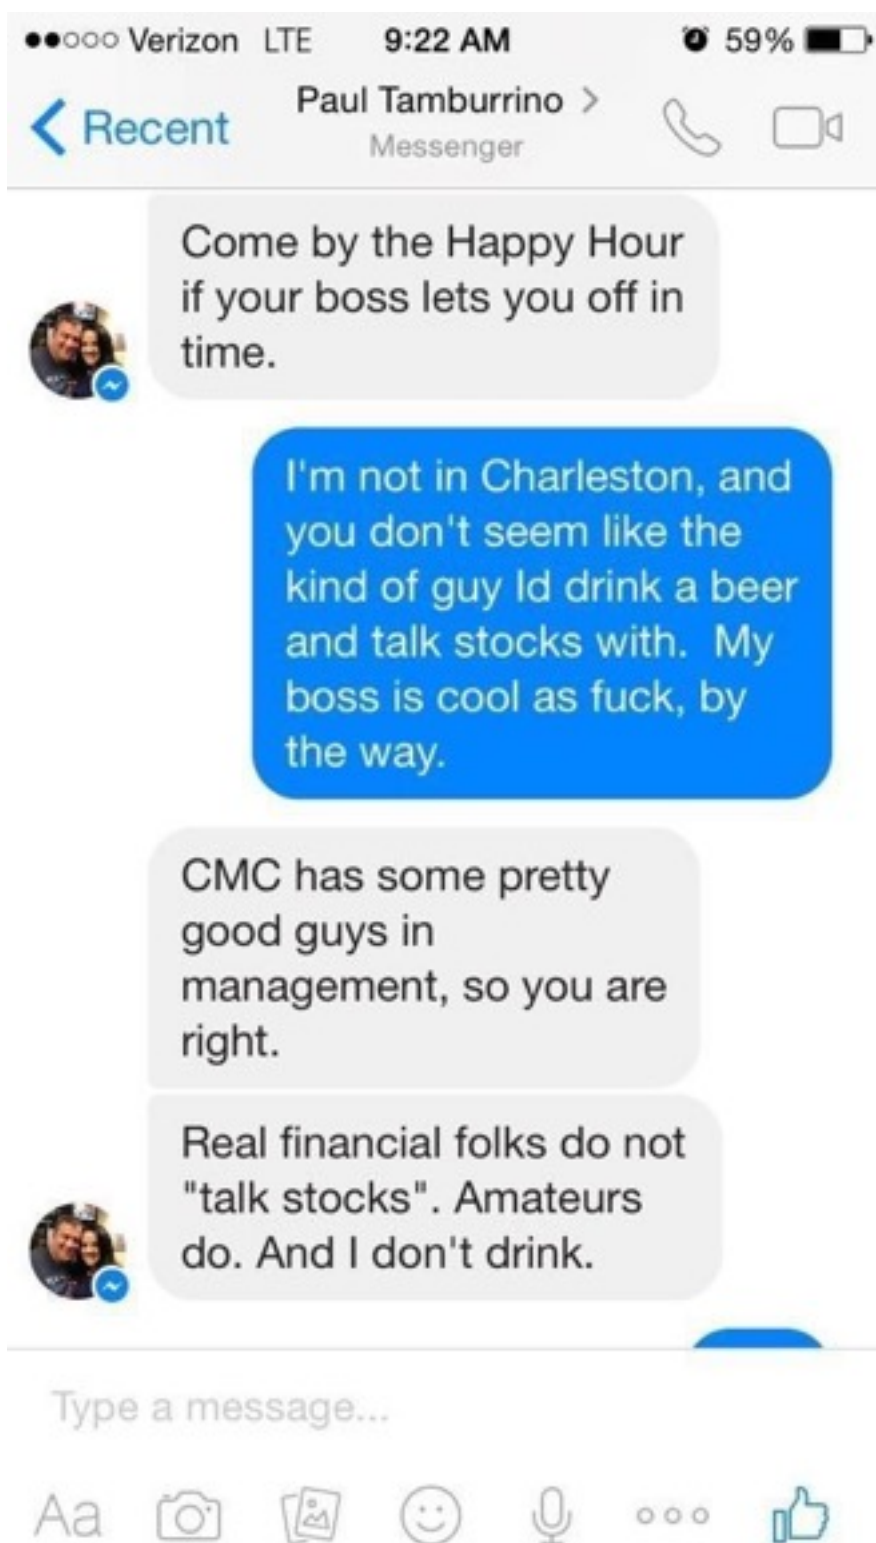 Verizon LTE 9:22 AM 59%
Recent
Paul Tamburrino >
Messenger
Come by the Happy Hour
if your boss lets you off in
time.
I'm not in Charleston, and
you don't seem like the
kind of guy Id drink a beer
and talk stocks with.  My
boss is cool as fuck, by
the way.
CMC has some pretty
good guys in
management, so you are
right.
Real financial folks do not
"talk stocks". Amateurs
do. And I don't drink.
Type a message...
Aa